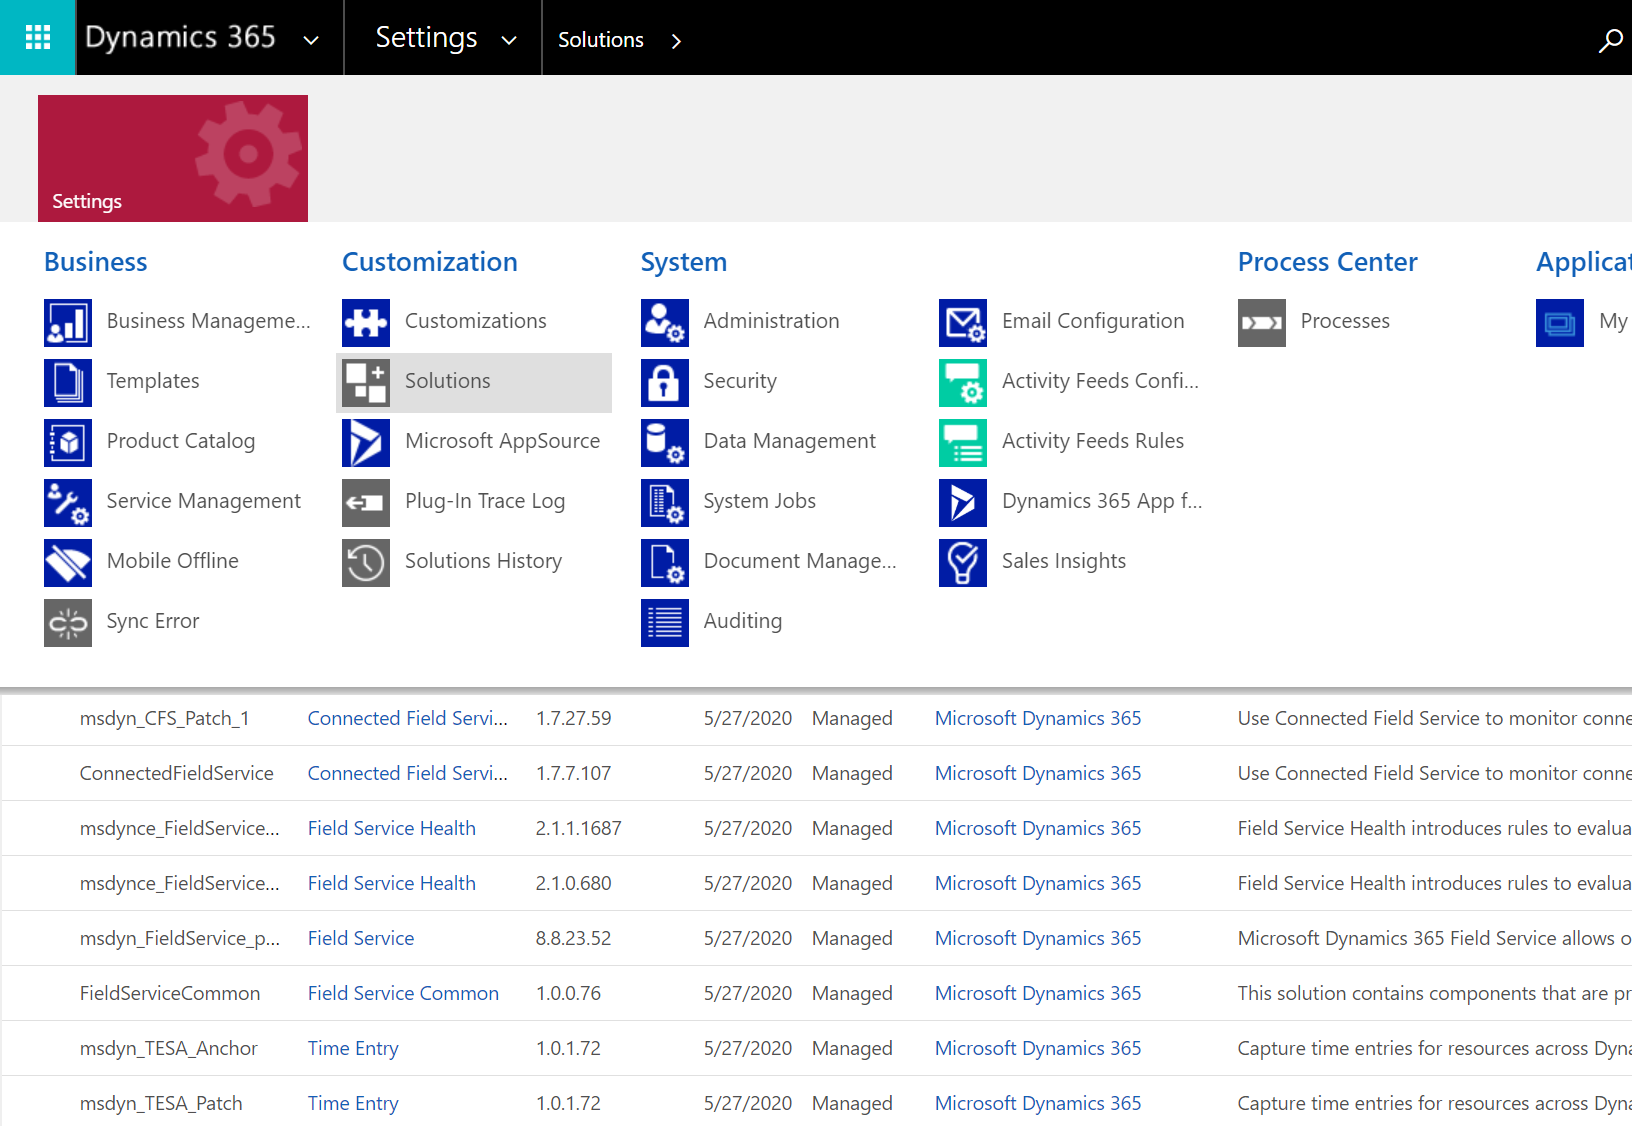 Dynamics 365 Settings Solutions
Settings
Business Customization System Process Center Applicat
Business Manageme... Customizations Administration Email Configuration Processes My
Templates Solutions Security Activity Feeds Confi...
Product Catalog Microsoft AppSource Data Management Activity Feeds Rules
Service Management Plug-In Trace Log System Jobs Dynamics 365 App f...
Mobile Offline Solutions History Document Manage... Sales Insights
Sync Error Auditing
msdyn_CFS_Patch_1 Connected Field Servi... 1.7.27.59 5/27/2020 Managed Microsoft Dynamics 365 Use Connected Field Service to monitor conne
ConnectedFieldService Connected Field Servi... 1.7.7.107 5/27/2020 Managed Microsoft Dynamics 365 Use Connected Field Service to monitor conne
msdynce_FieldService... Field Service Health 2.1.1.1687 5/27/2020 Managed Microsoft Dynamics 365 Field Service Health introduces rules to evalua
msdynce_FieldService... Field Service Health 2.1.0.680 5/27/2020 Managed Microsoft Dynamics 365 Field Service Health introduces rules to evalua
msdyn_FieldService_p... Field Service 8.8.23.52 5/27/2020 Managed Microsoft Dynamics 365 Microsoft Dynamics 365 Field Service allows o
FieldServiceCommon Field Service Common 1.0.0.76 5/27/2020 Managed Microsoft Dynamics 365 This solution contains components that are pr
msdyn_TESA_Anchor Time Entry 1.0.1.72 5/27/2020 Managed Microsoft Dynamics 365 Capture time entries for resources across Dyna
msdyn_TESA_Patch Time Entry 1.0.1.72 5/27/2020 Managed Microsoft Dynamics 365 Capture time entries for resources across Dyna